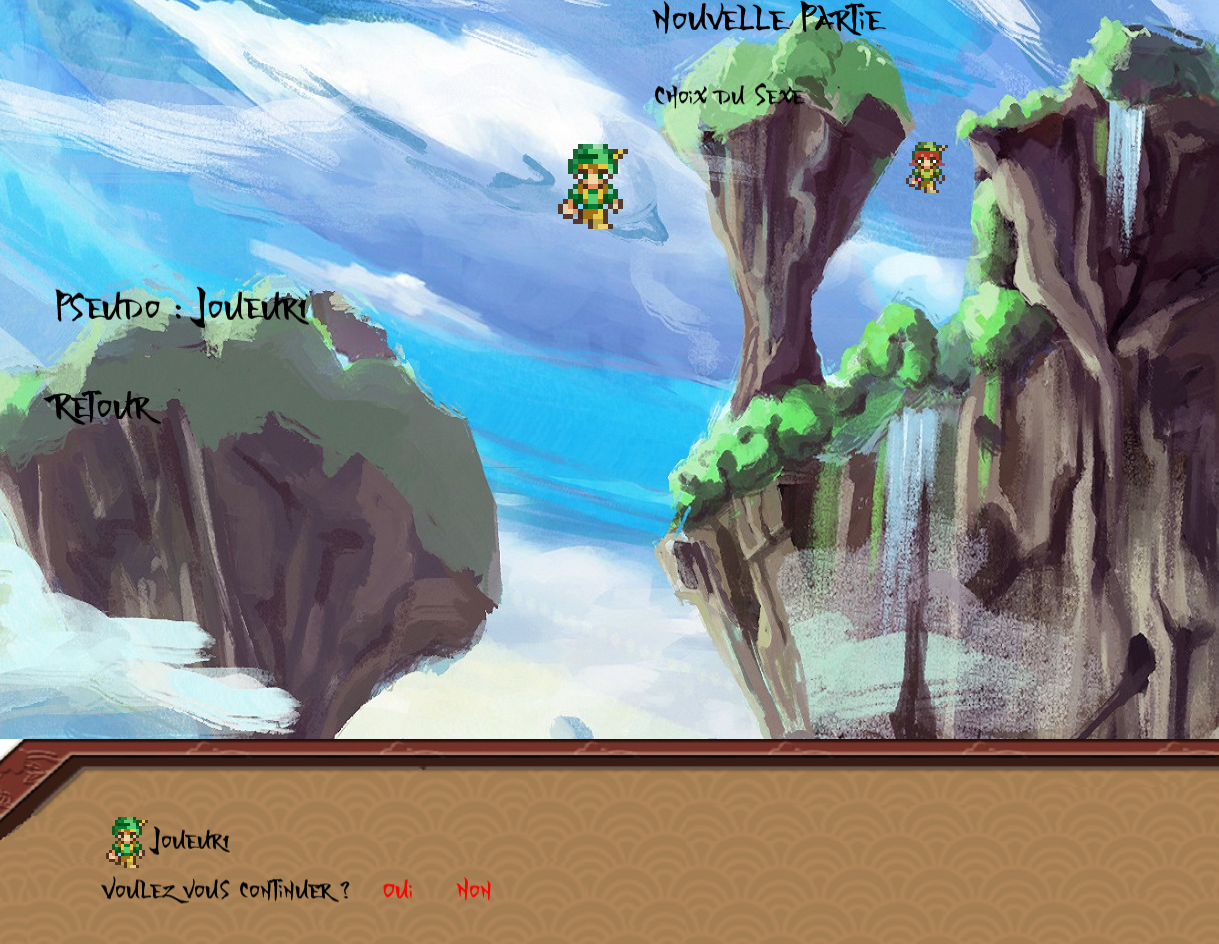 Nouvelle Partie
Choix du Sexe
Pseudo : Joueur1
Retour
Joueur1
Voulez vous continuer ? Oui Non